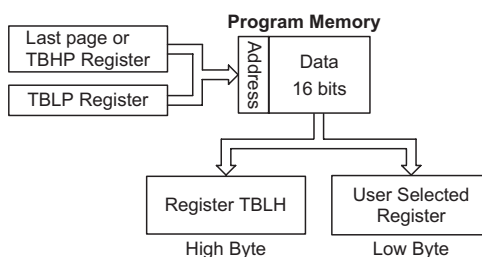 Program Memory
Last page or
TBHP Register
TBLP Register
Address
Data
16 bits
Register TBLH
High Byte
User Selected
Register
Low Byte